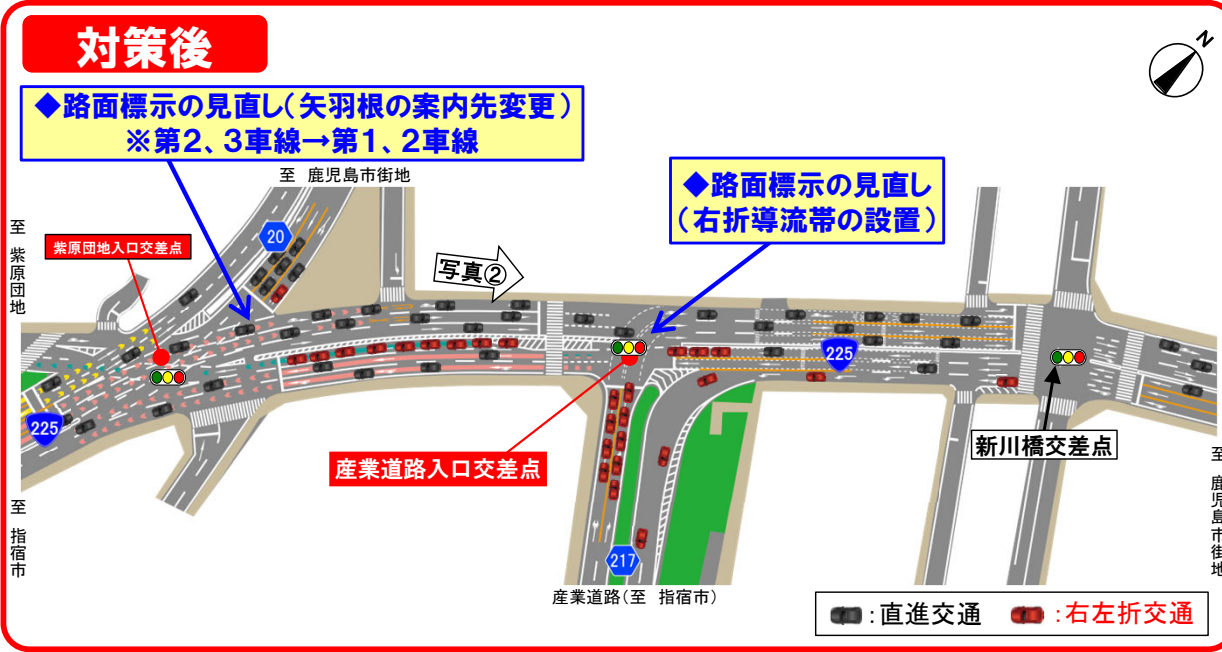 対策後
N
◆路面標示の見直し(矢羽根の案内先変更)
※第2、3車線→第1、2車線
至 鹿児島市街地
◆路面標示の見直し
(右折導流帯の設置)
至 紫原団地
紫原団地入口交差点
20
写真②
225
225
産業道路入口交差点
新川橋交差点
至 指宿市
至 鹿児島市街地
217
産業道路(至 指宿市)
:直進交通
:右左折交通